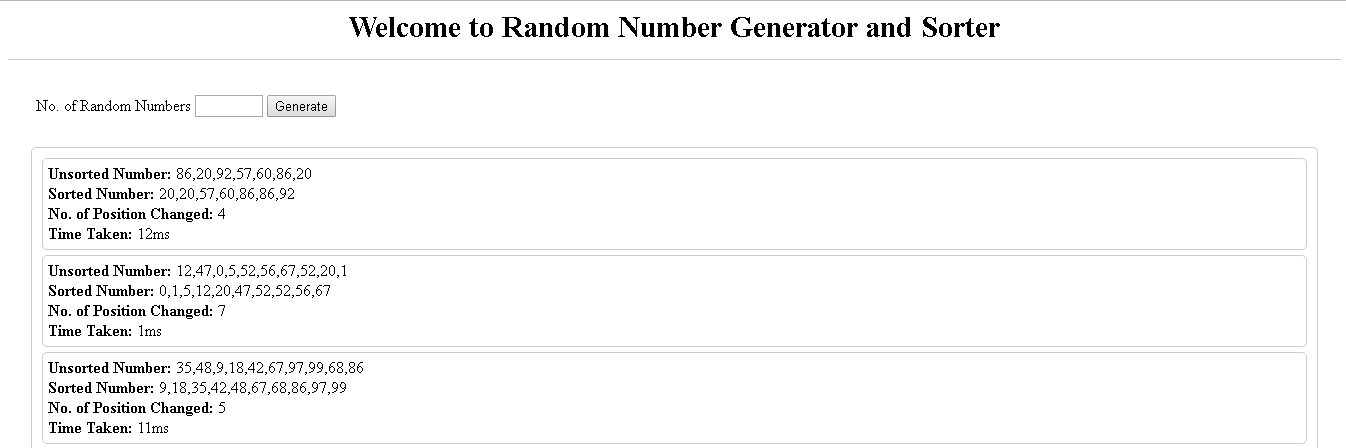 Welcome to Random Number Generator and Sorter
No. of Random Numbers Generate
Unsorted Number: 86,20,92,57,60,86,20
Sorted Number: 20,20,57,60,86,86,92
No. of Position Changed: 4
Time Taken: 12ms
Unsorted Number: 12,47,0,5,52,56,67,52,20,1
Sorted Number: 0,1,5,12,20,47,52,52,56,67
No. of Position Changed: 7
Time Taken: 1ms
Unsorted Number: 35,48,9,18,42,67,97,99,68,86
Sorted Number: 9,18,35,42,48,67,68,86,97,99
No. of Position Changed: 5
Time Taken: 11ms